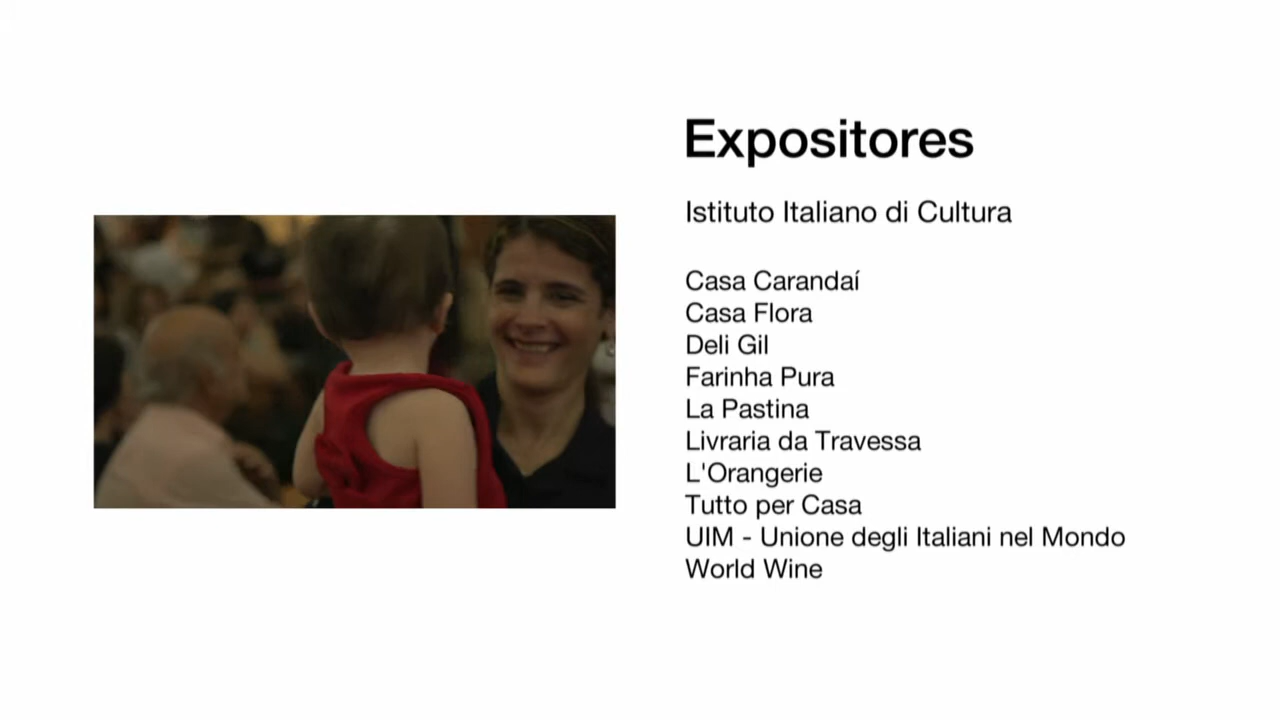 Expositores
Istituto Italiano di Cultura
Casa Carandaí
Casa Flora
Deli Gil
Farinha Pura
La Pastina
Livraria da Travessa
L'Orangerie
Tutto per Casa
UIM - Unione degli Italiani nel Mondo
World Wine